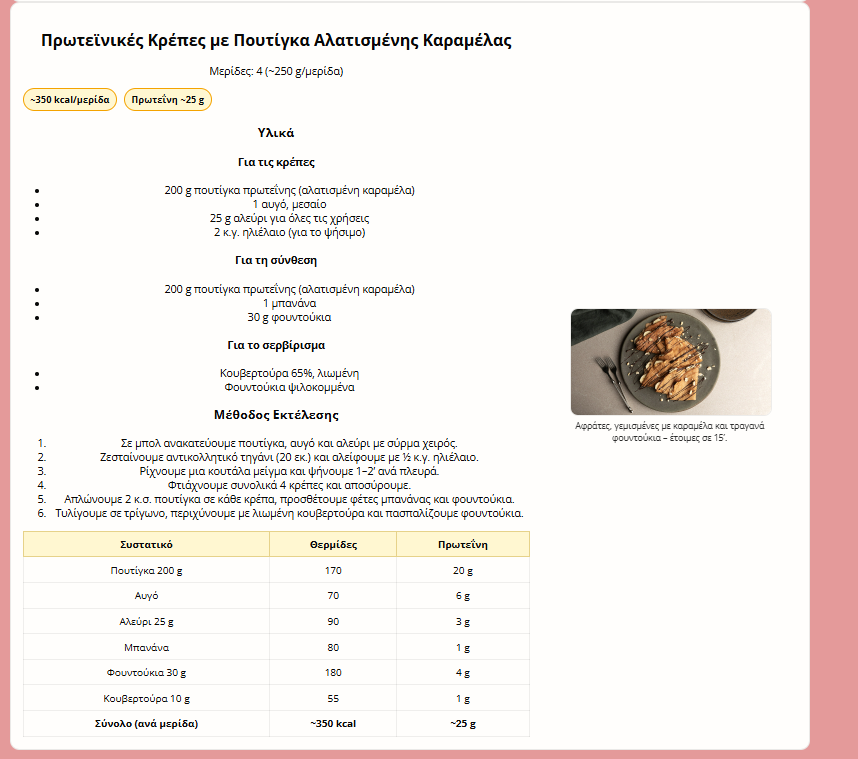 Πρωτεϊνικές Κρέπες με Πουτίγκα Αλατισμένης Καραμέλας
Μερίδες: 4 (~250 g/μερίδα)
~350 kcal/μερίδα Πρωτεΐνη ~25 g
Υλικά
Για τις κρέπες
• 200 g πουτίγκα πρωτεΐνης (αλατισμένη καραμέλα)
• 1 αυγό, μεσαίο
• 25 g αλεύρι για όλες τις χρήσεις
• 2 κ.γ. ηλιέλαιο (για το ψήσιμο)
Για τη σύνθεση
• 200 g πουτίγκα πρωτεΐνης (αλατισμένη καραμέλα)
• 1 μπανάνα
• 30 g φουντούκια
Για το σερβίρισμα
• Κουβερτούρα 65%, λιωμένη
• Φουντούκια ψιλοκομμένα
Μέθοδος Εκτέλεσης
1. Σε μπολ ανακατεύουμε πουτίγκα, αυγό και αλεύρι με σύρμα χειρός.
2. Ζεσταίνουμε αντικολλητικό τηγάνι (20 εκ.) και αλείφουμε με ½ κ.γ. ηλιέλαιο.
3. Ρίχνουμε μια κουτάλα μείγμα και ψήνουμε 1–2′ ανά πλευρά.
4. Φτιάχνουμε συνολικά 4 κρέπες και αποσύρουμε.
5. Απλώνουμε 2 κ.σ. πουτίγκα σε κάθε κρέπα, προσθέτουμε φέτες μπανάνας και φουντούκια.
6. Τυλίγουμε σε τρίγωνο, περιχύνουμε με λιωμένη κουβερτούρα και πασπαλίζουμε φουντούκια.
Συστατικό Θερμίδες Πρωτεΐνη
Πουτίγκα 200 g 170 20 g
Αυγό 70 6 g
Αλεύρι 25 g 90 3 g
Μπανάνα 80 1 g
Φουντούκια 30 g 180 4 g
Κουβερτούρα 10 g 55 1 g
Σύνολο (ανά μερίδα) ~350 kcal ~25 g
Αφράτες, γεμισμένες με καραμέλα και τραγανά
φουντούκια – έτοιμες σε 15′.